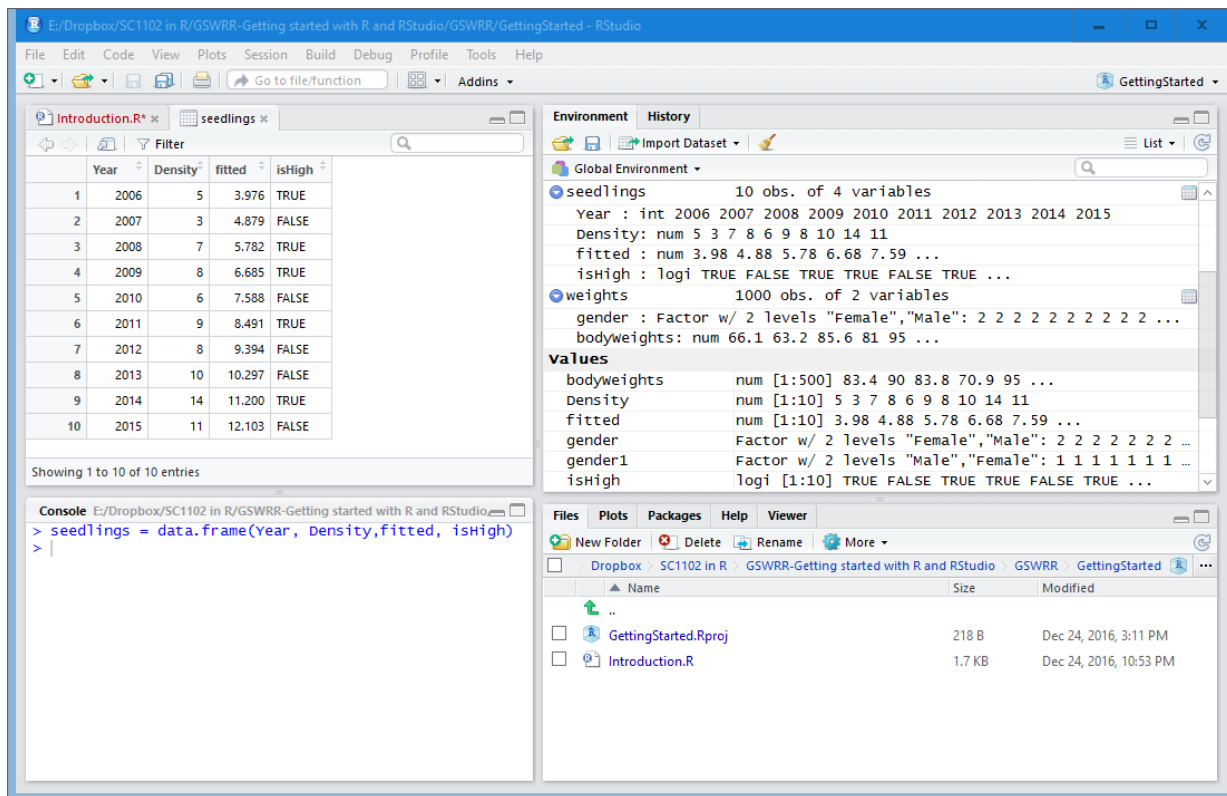 E:/Dropbox/SC1102 in R/GSWRR-Getting started with R and RStudio/GSWRR/GettingStarted - RStudio
File Edit Code View Plots Session Build Debug Profile Tools Help
Go to file/function Addins GettingStarted
Introduction.R* seedlings
Filter
Year Density fitted isHigh
1 2006 5 3.976 TRUE
2 2007 3 4.879 FALSE
3 2008 7 5.782 TRUE
4 2009 8 6.685 TRUE
5 2010 6 7.588 FALSE
6 2011 9 8.491 TRUE
7 2012 8 9.394 FALSE
8 2013 10 10.297 FALSE
9 2014 14 11.200 TRUE
10 2015 11 12.103 FALSE
Showing 1 to 10 of 10 entries
Console E:/Dropbox/SC1102 in R/GSWRR-Getting started with R and RStudio
> seedlings = data.frame(Year, Density,fitted, isHigh)
>
Environment History
Import Dataset List
Global Environment
seedlings 10 obs. of 4 variables
Year : int 2006 2007 2008 2009 2010 2011 2012 2013 2014 2015
Density: num 5 3 7 8 6 9 8 10 14 11
fitted : num 3.98 4.88 5.78 6.68 7.59 ...
isHigh : logi TRUE FALSE TRUE TRUE FALSE TRUE ...
weights 1000 obs. of 2 variables
gender : Factor w/ 2 levels "Female","Male": 2 2 2 2 2 2 2 2 2 2 ...
bodyWeights: num 66.1 63.2 85.6 81 95 ...
Values
bodyWeights num [1:500] 83.4 90 83.8 70.9 95 ...
Density num [1:10] 5 3 7 8 6 9 8 10 14 11
fitted num [1:10] 3.98 4.88 5.78 6.68 7.59 ...
gender Factor w/ 2 levels "Female","Male": 2 2 2 2 2 2 2 …
gender1 Factor w/ 2 levels "Male","Female": 1 1 1 1 1 1 1 …
isHigh logi [1:10] TRUE FALSE TRUE TRUE FALSE TRUE ...
Files Plots Packages Help Viewer
New Folder Delete Rename More
Dropbox SC1102 in R GSWRR-Getting started with R and RStudio GSWRR GettingStarted ...
Name Size Modified
..
GettingStarted.Rproj 218 B Dec 24, 2016, 3:11 PM
Introduction.R 1.7 KB Dec 24, 2016, 10:53 PM